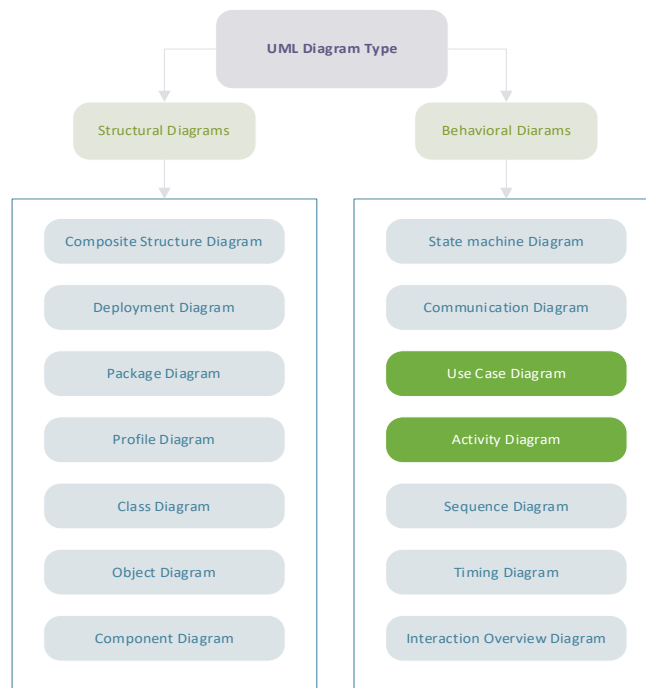 UML Diagram Type
Structural Diagrams
Behavioral Diarams
Composite Structure Diagram
Deployment Diagram
Package Diagram
Profile Diagram
Class Diagram
Object Diagram
Component Diagram
State machine Diagram
Communication Diagram
Use Case Diagram
Activity Diagram
Sequence Diagram
Timing Diagram
Interaction Overview Diagram